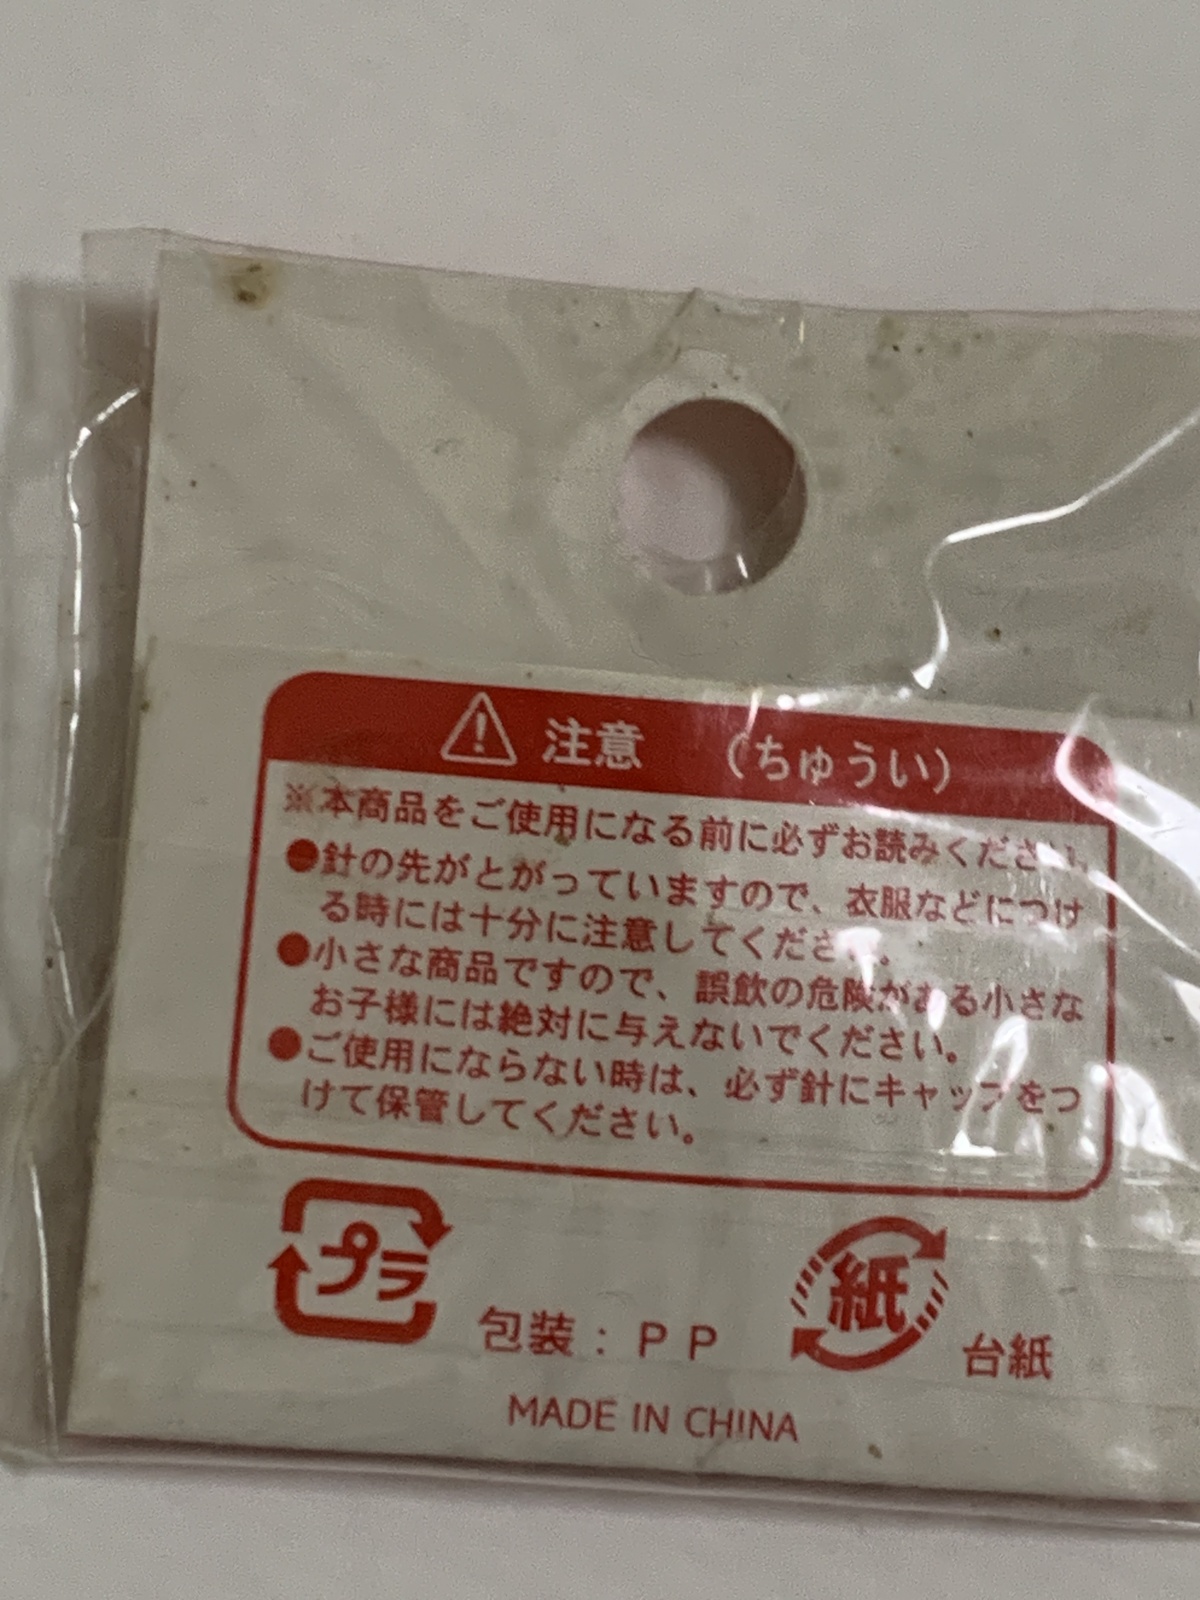 注意 （ちゅうい）
※本商品をご使用になる前に必ずお読みください。
●針の先がとがっていますので、衣服などにつけ
る時には十分に注意してください。
●小さな商品ですので、誤飲の危険がある小さな
お子様には絶対に与えないでください。
●ご使用にならない時は、必ず針にキャップをつ
けて保管してください。
プラ
包装：ＰＰ
紙
台紙
MADE IN CHINA